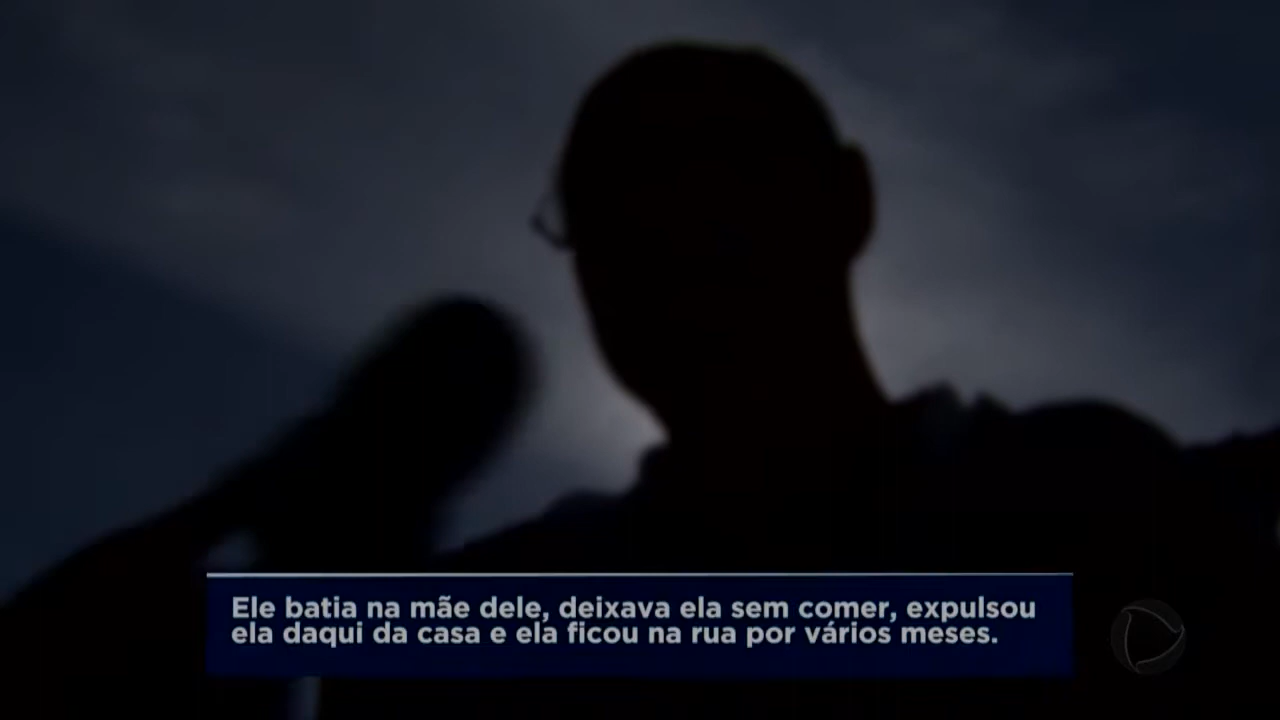 Ele batia na mãe dele, deixava ela sem comer, expulsou
ela daqui da casa e ela ficou na rua por vários meses.